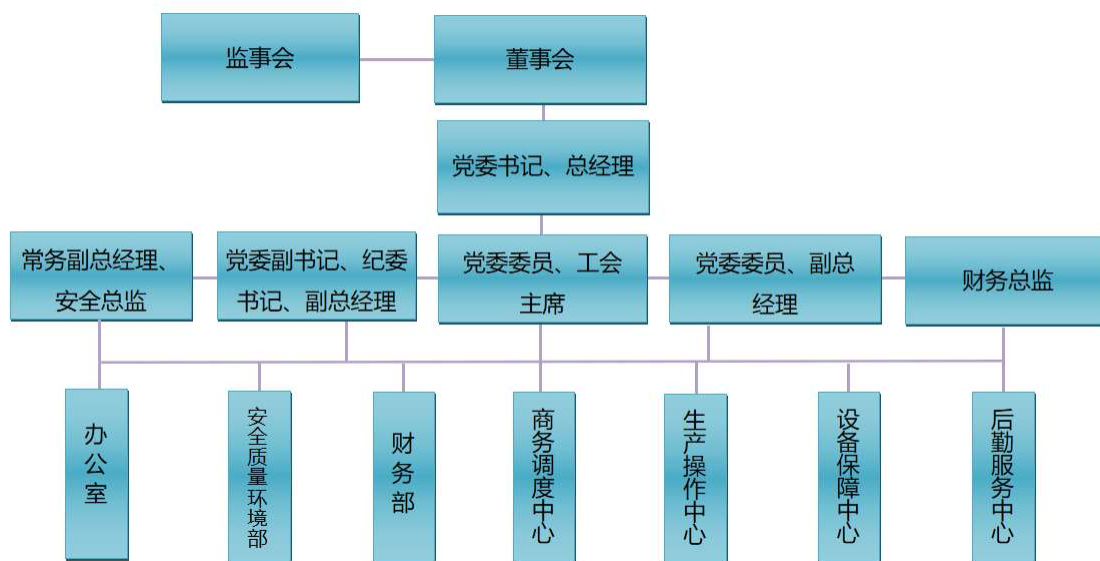 监事会
董事会
党委书记、总经理
常务副总经理、
安全总监
党委副书记、纪委
书记、副总经理
党委委员、工会
主席
党委委员、副总
经理
财务总监
办公室
安全质量环境部
财务部
商务调度中心
生产操作中心
设备保障中心
后勤服务中心